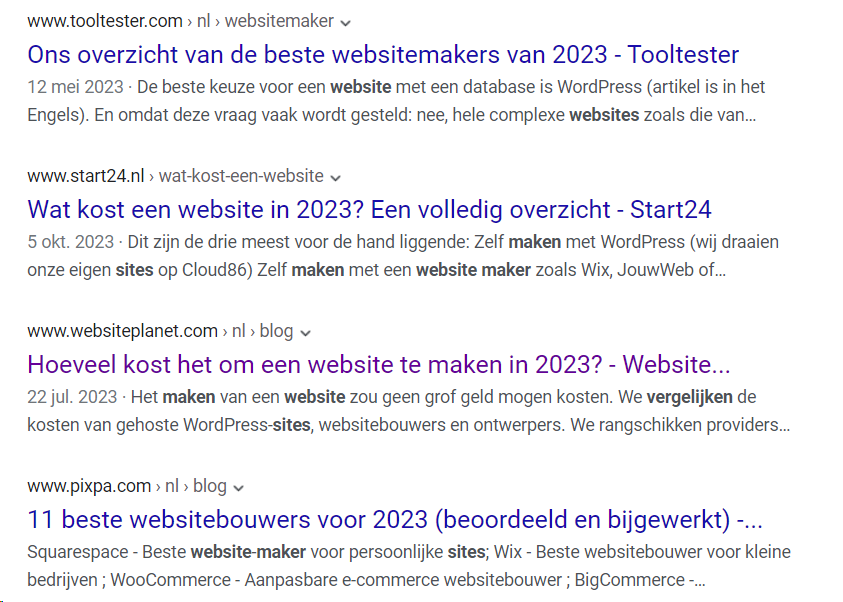 www.tooltester.com › nl › websitemaker
Ons overzicht van de beste websitemakers van 2023 - Tooltester
12 mei 2023 · De beste keuze voor een website met een database is WordPress (artikel is in het
Engels). En omdat deze vraag vaak wordt gesteld: nee, hele complexe websites zoals die van...
www.start24.nl › wat-kost-een-website
Wat kost een website in 2023? Een volledig overzicht - Start24
5 okt. 2023 · Dit zijn de drie meest voor de hand liggende: Zelf maken met WordPress (wij draaien
onze eigen sites op Cloud86) Zelf maken met een website maker zoals Wix, JouwWeb of...
www.websiteplanet.com › nl › blog
Hoeveel kost het om een website te maken in 2023? - Website...
22 jul. 2023 · Het maken van een website zou geen grof geld mogen kosten. We vergelijken de
kosten van gehoste WordPress-sites, websitebouwers en ontwerpers. We rangschikken providers...
www.pixpa.com › nl › blog
11 beste websitebouwers voor 2023 (beoordeeld en bijgewerkt) -...
Squarespace - Beste website-maker voor persoonlijke sites; Wix - Beste websitebouwer voor kleine
bedrijven ; WooCommerce - Aanpasbare e-commerce websitebouwer ; BigCommerce -...